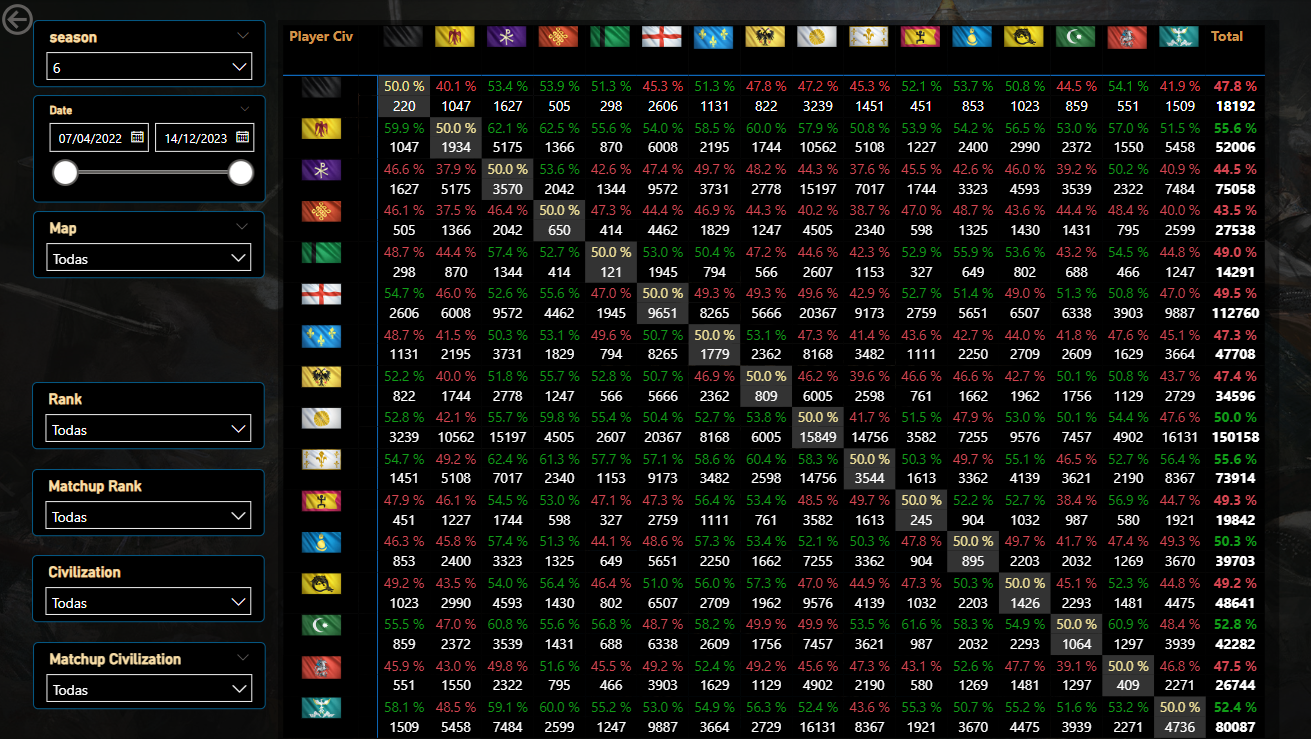 season
6
Date
07/04/2022 14/12/2023
Map
Todas
Rank
Todas
Matchup Rank
Todas
Civilization
Todas
Matchup Civilization
Todas
Player Civ Total
50.0 % 40.1 % 53.4 % 53.9 % 51.3 % 45.3 % 51.3 % 47.8 % 47.2 % 45.3 % 52.1 % 53.7 % 50.8 % 44.5 % 54.1 % 41.9 % 47.8 %
220 1047 1627 505 298 2606 1131 822 3239 1451 451 853 1023 859 551 1509 18192
59.9 % 50.0 % 62.1 % 62.5 % 55.6 % 54.0 % 58.5 % 60.0 % 57.9 % 50.8 % 53.9 % 54.2 % 56.5 % 53.0 % 57.0 % 51.5 % 55.6 %
1047 1934 5175 1366 870 6008 2195 1744 10562 5108 1227 2400 2990 2372 1550 5458 52006
46.6 % 37.9 % 50.0 % 53.6 % 42.6 % 47.4 % 49.7 % 48.2 % 44.3 % 37.6 % 45.5 % 42.6 % 46.0 % 39.2 % 50.2 % 40.9 % 44.5 %
1627 5175 3570 2042 1344 9572 3731 2778 15197 7017 1744 3323 4593 3539 2322 7484 75058
46.1 % 37.5 % 46.4 % 50.0 % 47.3 % 44.4 % 46.9 % 44.3 % 40.2 % 38.7 % 47.0 % 48.7 % 43.6 % 44.4 % 48.4 % 40.0 % 43.5 %
505 1366 2042 650 414 4462 1829 1247 4505 2340 598 1325 1430 1431 795 2599 27538
48.7 % 44.4 % 57.4 % 52.7 % 50.0 % 53.0 % 50.4 % 47.2 % 44.6 % 42.3 % 52.9 % 55.9 % 53.6 % 43.2 % 54.5 % 44.8 % 49.0 %
298 870 1344 414 121 1945 794 566 2607 1153 327 649 802 688 466 1247 14291
54.7 % 46.0 % 52.6 % 55.6 % 47.0 % 50.0 % 49.3 % 49.3 % 49.6 % 42.9 % 52.7 % 51.4 % 49.0 % 51.3 % 50.8 % 47.0 % 49.5 %
2606 6008 9572 4462 1945 9651 8265 5666 20367 9173 2759 5651 6507 6338 3903 9887 112760
48.7 % 41.5 % 50.3 % 53.1 % 49.6 % 50.7 % 50.0 % 53.1 % 47.3 % 41.4 % 43.6 % 42.7 % 44.0 % 41.8 % 47.6 % 45.1 % 47.3 %
1131 2195 3731 1829 794 8265 1779 2362 8168 3482 1111 2250 2709 2609 1629 3664 47708
52.2 % 40.0 % 51.8 % 55.7 % 52.8 % 50.7 % 46.9 % 50.0 % 46.2 % 39.6 % 46.6 % 46.6 % 42.7 % 50.1 % 50.8 % 43.7 % 47.4 %
822 1744 2778 1247 566 5666 2362 809 6005 2598 761 1662 1962 1756 1129 2729 34596
52.8 % 42.1 % 55.7 % 59.8 % 55.4 % 50.4 % 52.7 % 53.8 % 50.0 % 41.7 % 51.5 % 47.9 % 53.0 % 50.1 % 54.4 % 47.6 % 50.0 %
3239 10562 15197 4505 2607 20367 8168 6005 15849 14756 3582 7255 9576 7457 4902 16131 150158
54.7 % 49.2 % 62.4 % 61.3 % 57.7 % 57.1 % 58.6 % 60.4 % 58.3 % 50.0 % 50.3 % 49.7 % 55.1 % 46.5 % 52.7 % 56.4 % 55.6 %
1451 5108 7017 2340 1153 9173 3482 2598 14756 3544 1613 3362 4139 3621 2190 8367 73914
47.9 % 46.1 % 54.5 % 53.0 % 47.1 % 47.3 % 56.4 % 53.4 % 48.5 % 49.7 % 50.0 % 52.2 % 52.7 % 38.4 % 56.9 % 44.7 % 49.3 %
451 1227 1744 598 327 2759 1111 761 3582 1613 245 904 1032 987 580 1921 19842
46.3 % 45.8 % 57.4 % 51.3 % 44.1 % 48.6 % 57.3 % 53.4 % 52.1 % 50.3 % 47.8 % 50.0 % 49.7 % 41.7 % 47.4 % 49.3 % 50.3 %
853 2400 3323 1325 649 5651 2250 1662 7255 3362 904 895 2203 2032 1269 3670 39703
49.2 % 43.5 % 54.0 % 56.4 % 46.4 % 51.0 % 56.0 % 57.3 % 47.0 % 44.9 % 47.3 % 50.3 % 50.0 % 45.1 % 52.3 % 44.8 % 49.2 %
1023 2990 4593 1430 802 6507 2709 1962 9576 4139 1032 2203 1426 2293 1481 4475 48641
55.5 % 47.0 % 60.8 % 55.6 % 56.8 % 48.7 % 58.2 % 49.9 % 49.9 % 53.5 % 61.6 % 58.3 % 54.9 % 50.0 % 60.9 % 48.4 % 52.8 %
859 2372 3539 1431 688 6338 2609 1756 7457 3621 987 2032 2293 1064 1297 3939 42282
45.9 % 43.0 % 49.8 % 51.6 % 45.5 % 49.2 % 52.4 % 49.2 % 45.6 % 47.3 % 43.1 % 52.6 % 47.7 % 39.1 % 50.0 % 46.8 % 47.5 %
551 1550 2322 795 466 3903 1629 1129 4902 2190 580 1269 1481 1297 409 2271 26744
58.1 % 48.5 % 59.1 % 60.0 % 55.2 % 53.0 % 54.9 % 56.3 % 52.4 % 43.6 % 55.3 % 50.7 % 55.2 % 51.6 % 53.2 % 50.0 % 52.4 %
1509 5458 7484 2599 1247 9887 3664 2729 16131 8367 1921 3670 4475 3939 2271 4736 80087